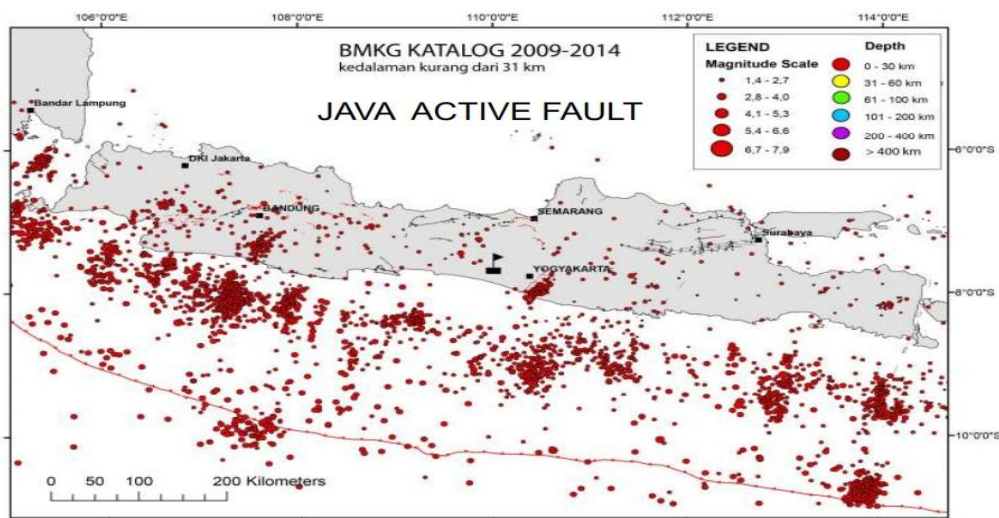 106°0'0"E 108°0'0"E 110°0'0"E 112°0'0"E 114°0'0"E
BMKG KATALOG 2009-2014
kedalaman kurang dari 31 km
JAVA ACTIVE FAULT
LEGEND
Magnitude Scale
1,4 - 2,7
2,8 - 4,0
4,1 - 5,3
5,4 - 6,6
6,7 - 7,9
Depth
0 - 30 km
31 - 60 km
61 - 100 km
101 - 200 km
200 - 400 km
> 400 km
Bandar Lampung
DKI Jakarta
BANDUNG
SEMARANG
Surabaya
YOGYAKARTA
6°0'0"S
8°0'0"S
10°0'0"S
0 50 100 200 Kilometers